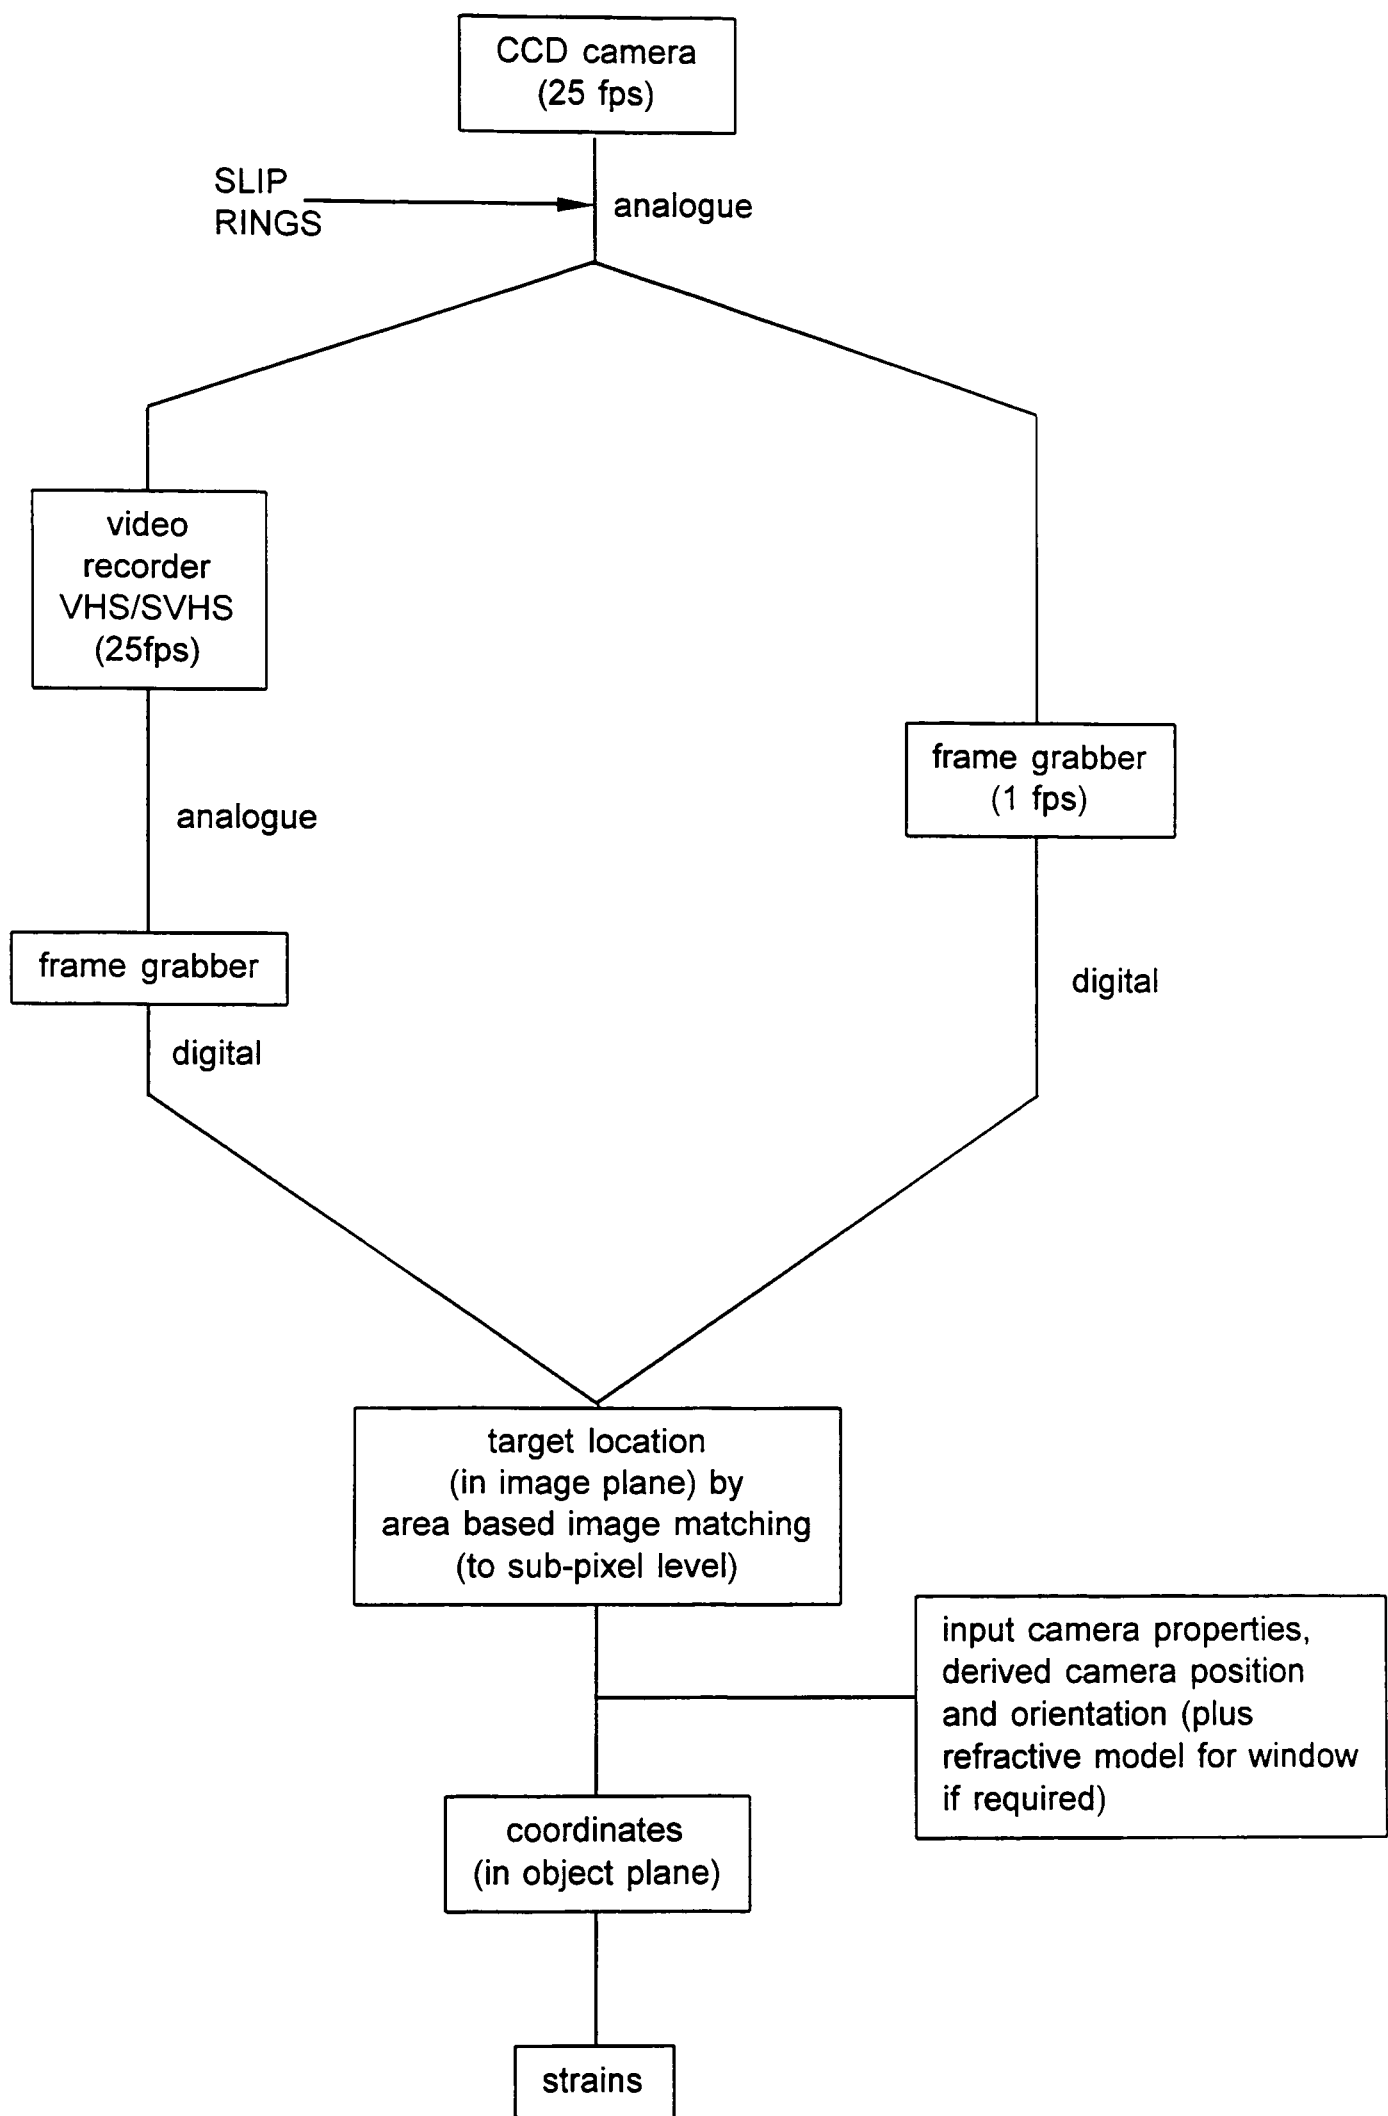 CCD camera
(25 fps)
SLIP
RINGS
analogue
video
recorder
VHS/SVHS
(25fps)
frame grabber
(1 fps)
analogue
frame grabber
digital
digital
target location
(in image plane) by
area based image matching
(to sub-pixel level)
input camera properties,
derived camera position
and orientation (plus
refractive model for window
if required)
coordinates
(in object plane)
strains